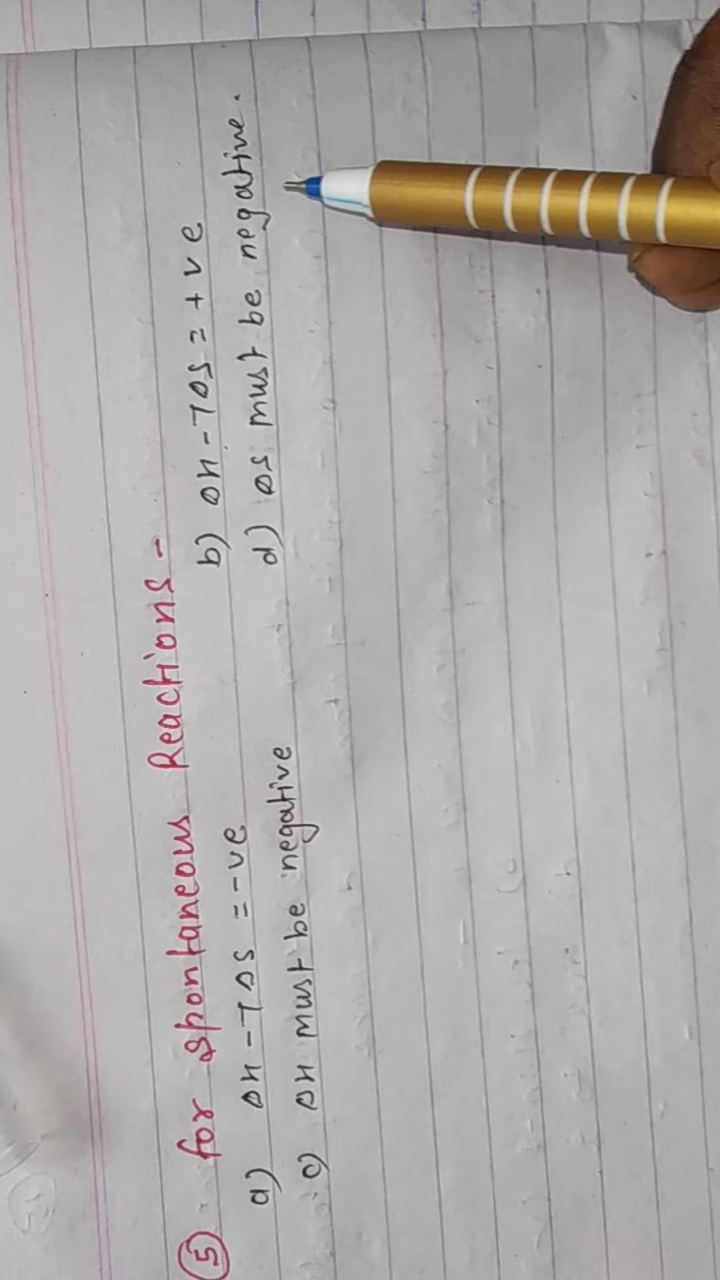 ⑤. for spontaneous Reactions -
a) ΔH - TΔS = -ve b) ΔH - TΔS = +ve
c) ΔH must be negative d) ΔS must be negative.